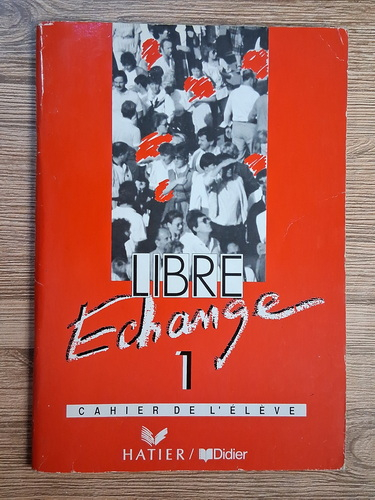 LIBRE
Echange
1
CAHIER DE L'ÉLÈVE
HATIER / Didier